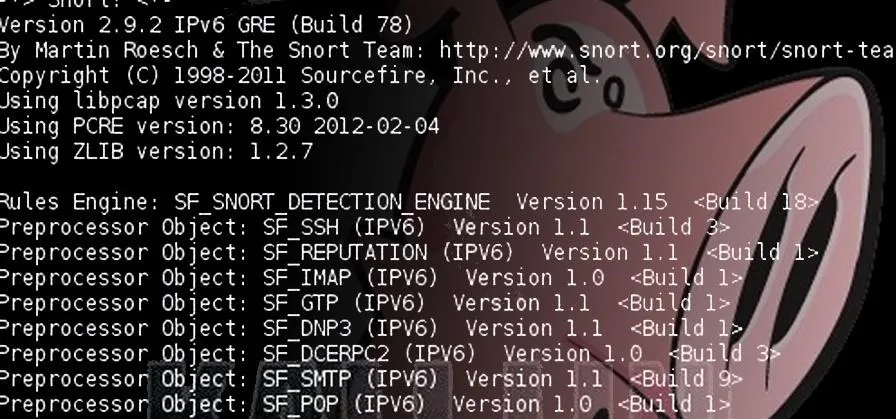 Snort! <*-
Version 2.9.2 IPv6 GRE (Build 78)
By Martin Roesch & The Snort Team: http://www.snort.org/snort/snort-tea
Copyright (C) 1998-2011 Sourcefire, Inc., et al.
Using libpcap version 1.3.0
Using PCRE version: 8.30 2012-02-04
Using ZLIB version: 1.2.7
Rules Engine: SF_SNORT_DETECTION_ENGINE Version 1.15 <Build 18>
Preprocessor Object: SF_SSH (IPV6) Version 1.1 <Build 3>
Preprocessor Object: SF_REPUTATION (IPV6) Version 1.1 <Build 1>
Preprocessor Object: SF_IMAP (IPV6) Version 1.0 <Build 1>
Preprocessor Object: SF_GTP (IPV6) Version 1.1 <Build 1>
Preprocessor Object: SF_DNP3 (IPV6) Version 1.1 <Build 1>
Preprocessor Object: SF_DCERPC2 (IPV6) Version 1.0 <Build 3>
Preprocessor Object: SF_SMTP (IPV6) Version 1.1 <Build 9>
Preprocessor Object: SF_POP (IPV6) Version 1.0 <Build 1>